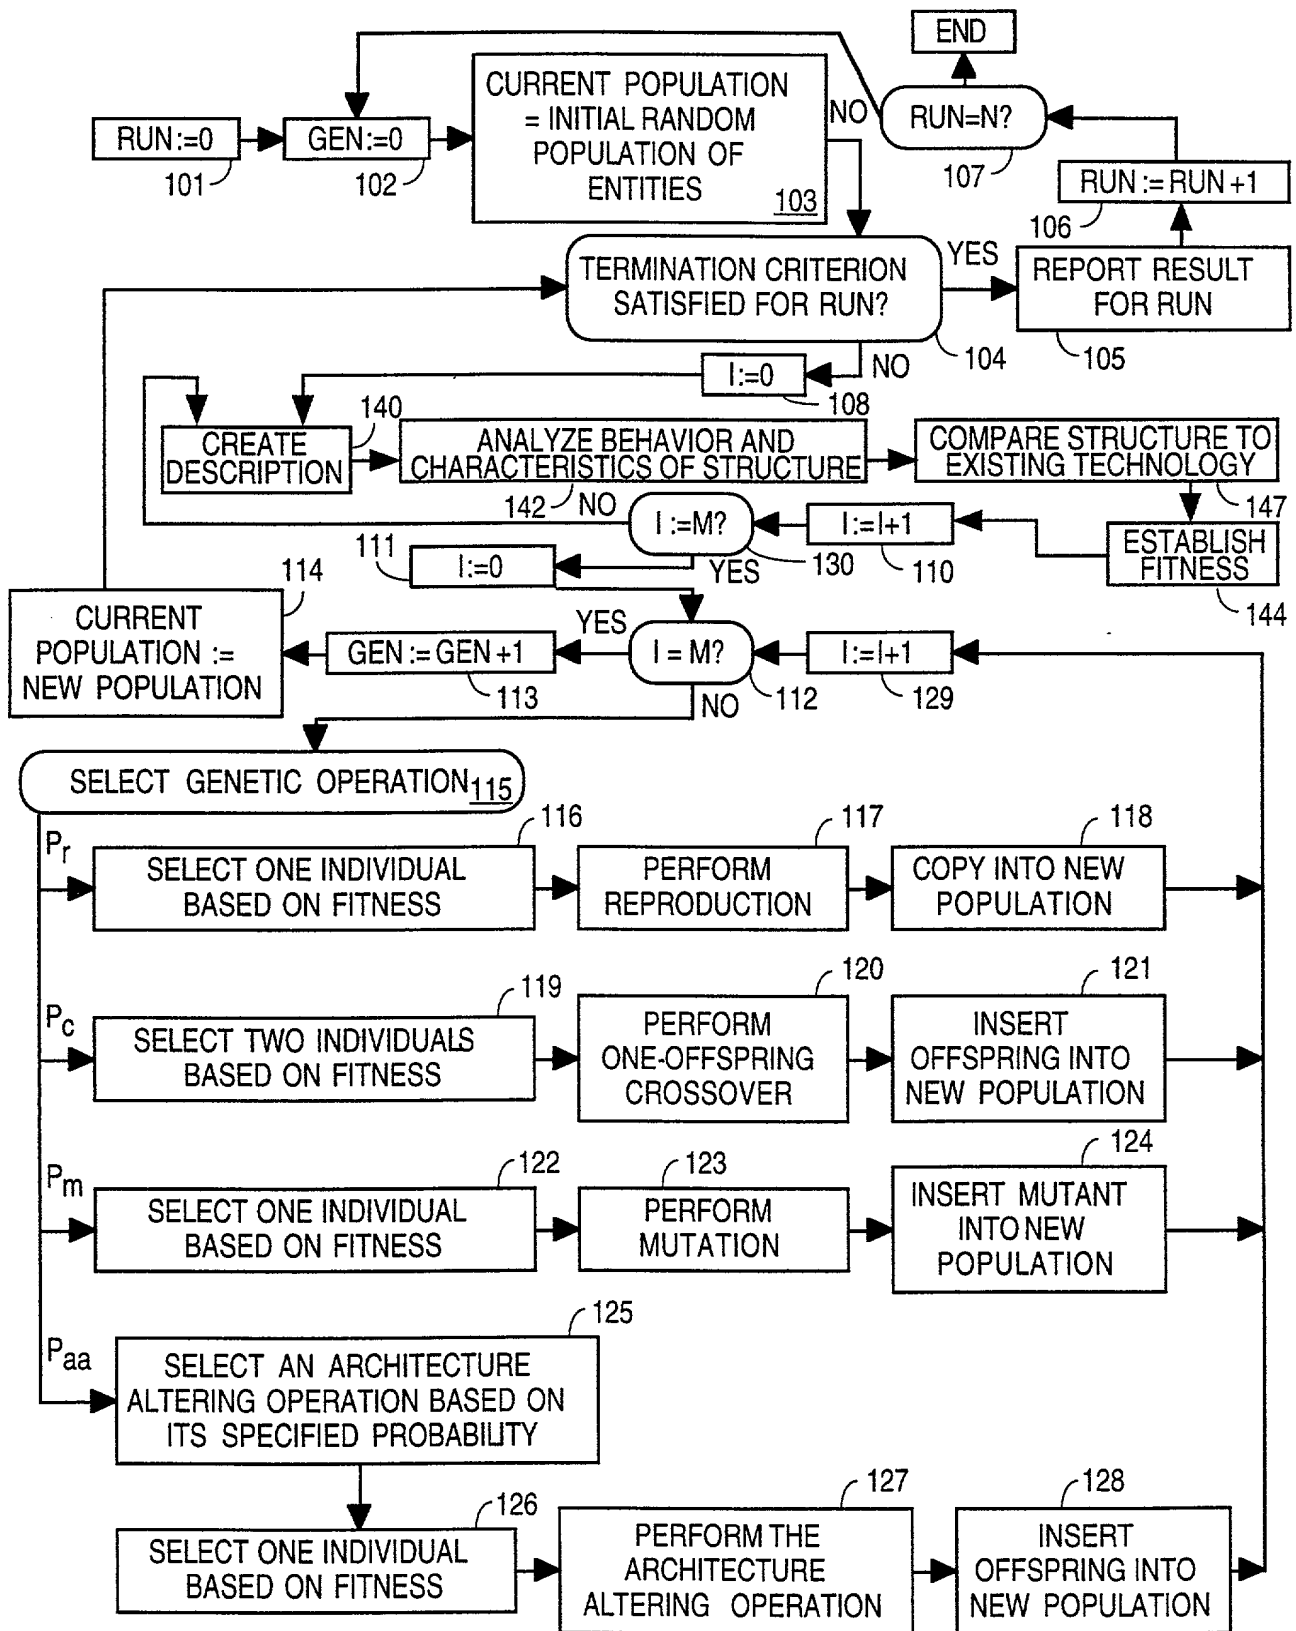 END
CURRENT POPULATION
= INITIAL RANDOM
POPULATION OF
ENTITIES
103
NO
RUN=N?
107
RUN:=0
101
GEN:=0
102
RUN:=RUN+1
106
TERMINATION CRITERION
SATISFIED FOR RUN?
104
YES
REPORT RESULT
FOR RUN
105
NO
I:=0
108
CREATE
DESCRIPTION
140
ANALYZE BEHAVIOR AND
CHARACTERISTICS OF STRUCTURE
142
COMPARE STRUCTURE TO
EXISTING TECHNOLOGY
147
NO
I:=M?
130
YES
I:=I+1
110
ESTABLISH
FITNESS
144
111
I:=0
114
CURRENT
POPULATION :=
NEW POPULATION
GEN:=GEN+1
113
YES
I=M?
112
NO
I:=I+1
129
SELECT GENETIC OPERATION
115
Pr
116
SELECT ONE INDIVIDUAL
BASED ON FITNESS
117
PERFORM
REPRODUCTION
118
COPY INTO NEW
POPULATION
Pc
119
SELECT TWO INDIVIDUALS
BASED ON FITNESS
120
PERFORM
ONE-OFFSPRING
CROSSOVER
121
INSERT
OFFSPRING INTO
NEW POPULATION
Pm
122
SELECT ONE INDIVIDUAL
BASED ON FITNESS
123
PERFORM
MUTATION
124
INSERT MUTANT
INTO NEW
POPULATION
Paa
125
SELECT AN ARCHITECTURE
ALTERING OPERATION BASED ON
ITS SPECIFIED PROBABILITY
126
SELECT ONE INDIVIDUAL
BASED ON FITNESS
127
PERFORM THE
ARCHITECTURE
ALTERING OPERATION
128
INSERT
OFFSPRING INTO
NEW POPULATION